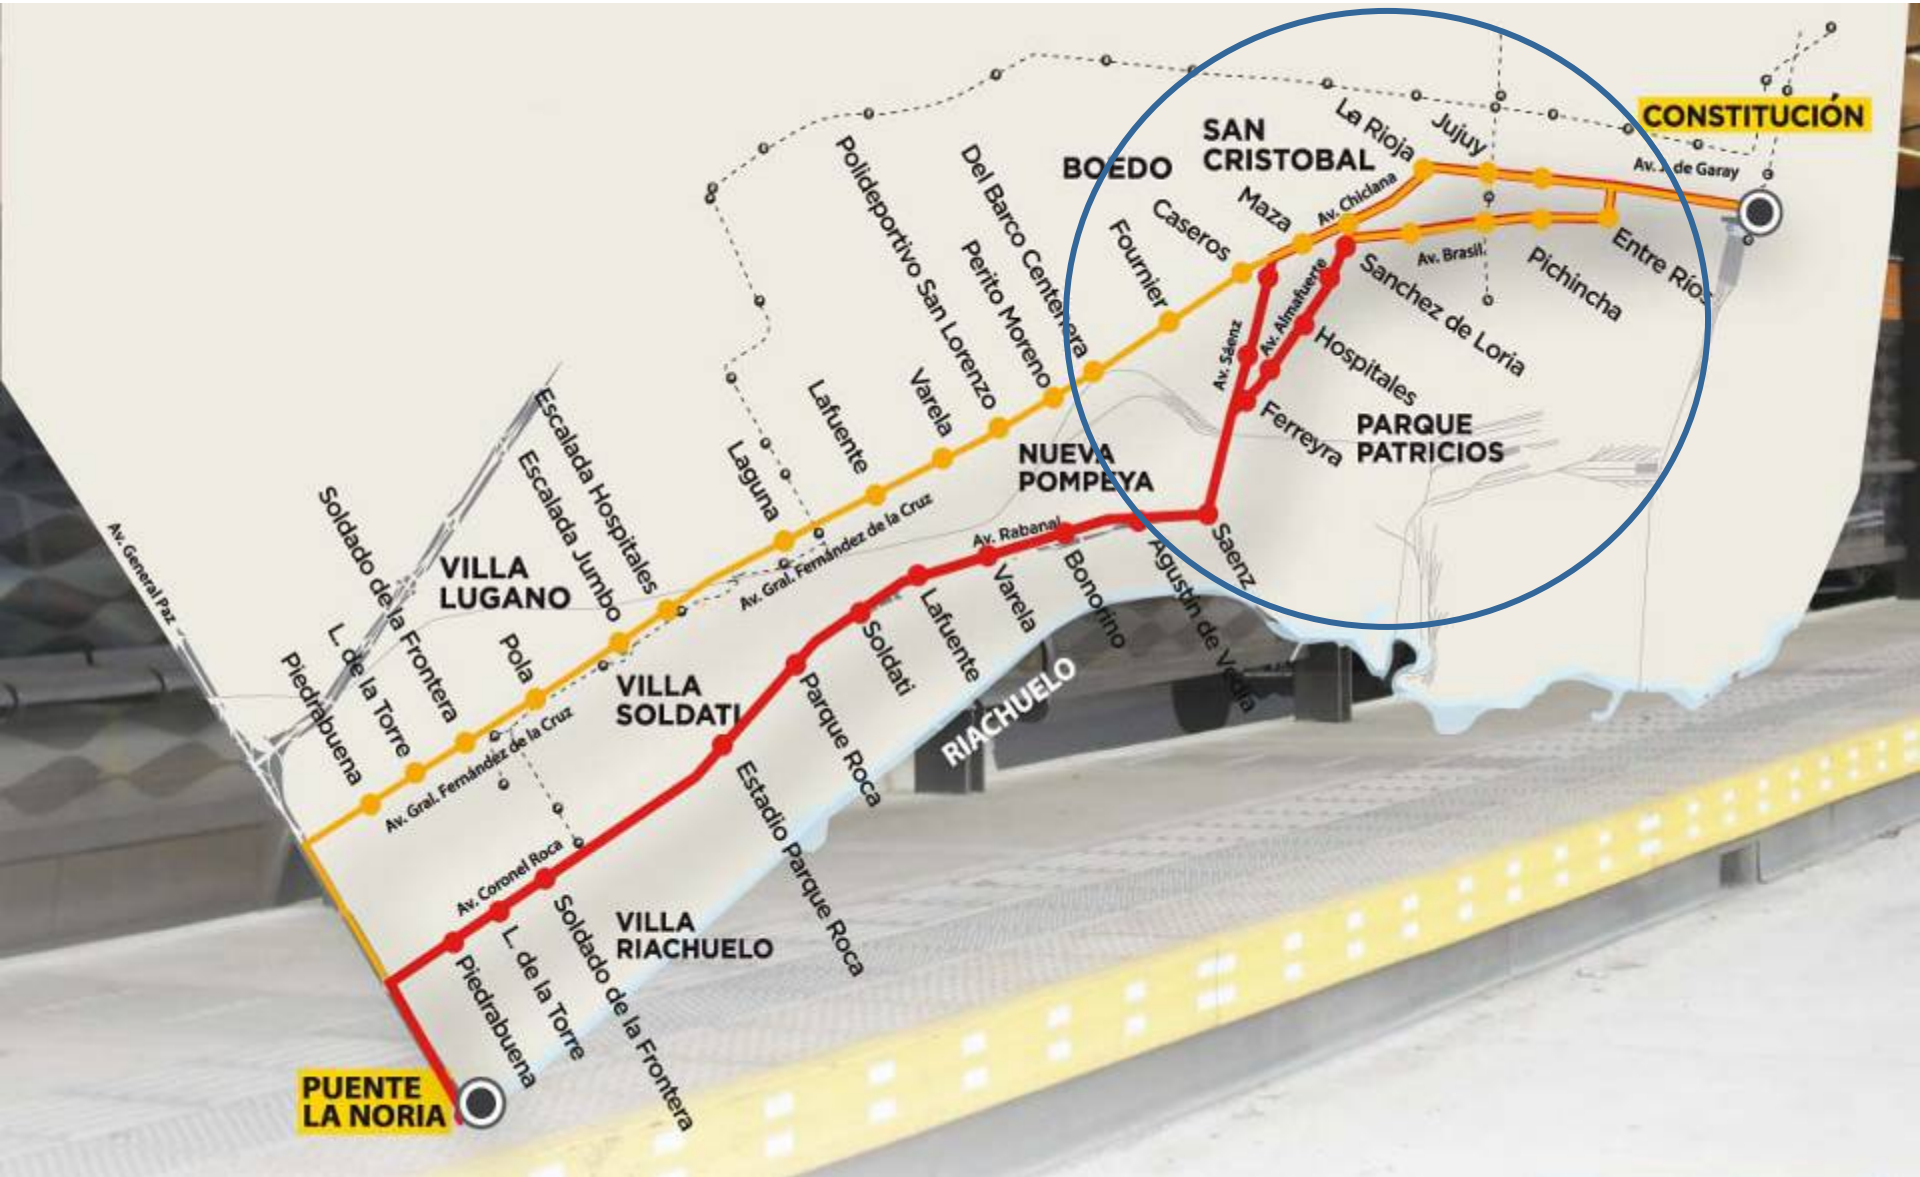 CONSTITUCIÓN
Av. J. de Garay
La Rioja
Jujuy
SAN
CRISTOBAL
BOEDO
Av. Chiclana
Maza
Caseros
Fournier
Del Barco Centenera
Perito Moreno
Polideportivo San Lorenzo
Varela
Lafuente
Laguna
Escalada Hospitales
Escalada Jumbo
Pola
Soldado de la Frontera
L. de la Torre
Piedrabuena
Av. General Paz
Av. Brasil
Entre Ríos
Pichincha
Sanchez de Loria
Av. Almafuerte
Hospitales
Av. Sáenz
Ferreyra
PARQUE
PATRICIOS
NUEVA
POMPEYA
Av. Gral. Fernández de la Cruz
Av. Rabanal
Saenz
Agustín de Vedia
Bonorino
Varela
Lafuente
Soldati
VILLA
LUGANO
VILLA
SOLDATI
Parque Roca
RIACHUELO
Av. Gral. Fernández de la Cruz
Estadio Parque Roca
Av. Coronel Roca
Soldado de la Frontera
L. de la Torre
Piedrabuena
VILLA
RIACHUELO
PUENTE
LA NORIA